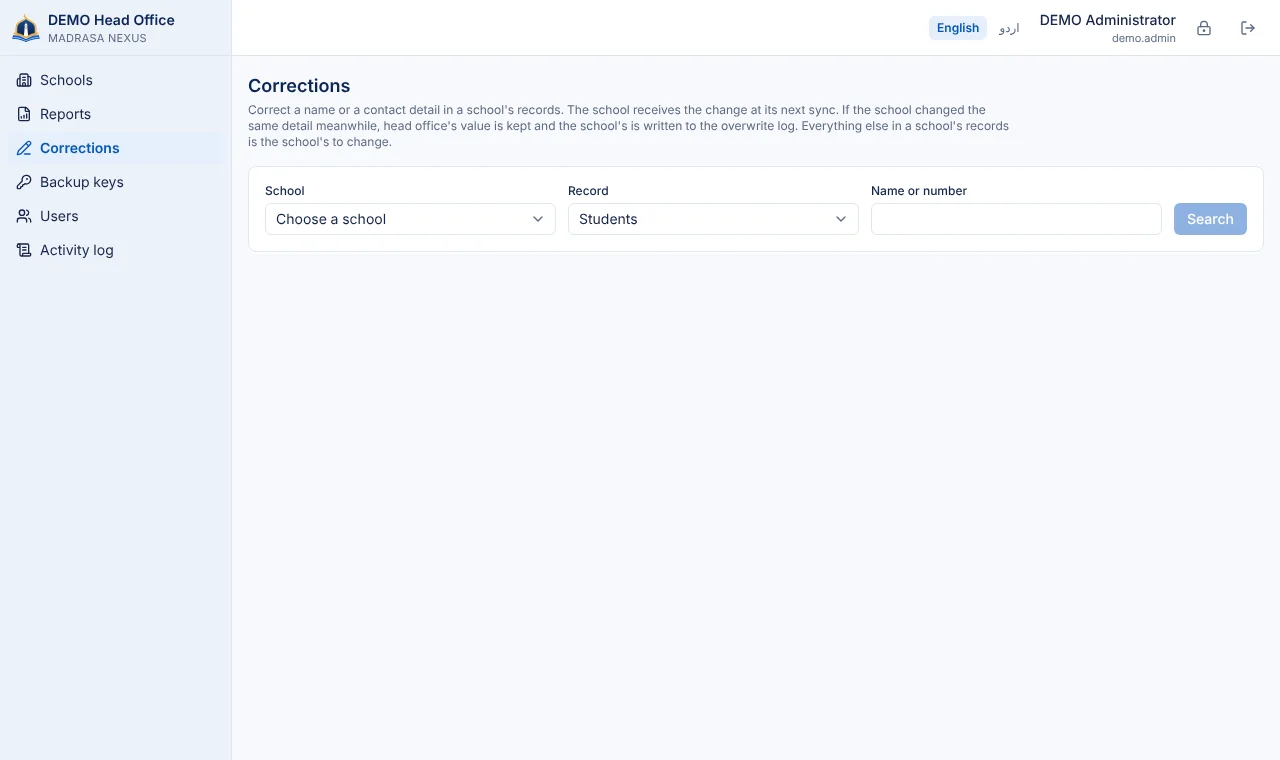 DEMO Head Office
MADRASA NEXUS
English
اردو
DEMO Administrator
demo.admin
Schools
Reports
Corrections
Backup keys
Users
Activity log
Corrections
Correct a name or a contact detail in a school's records. The school receives the change at its next sync. If the school changed the
same detail meanwhile, head office's value is kept and the school's is written to the overwrite log. Everything else in a school's records
is the school's to change.
School
Record
Name or number
Choose a school
Students
Search